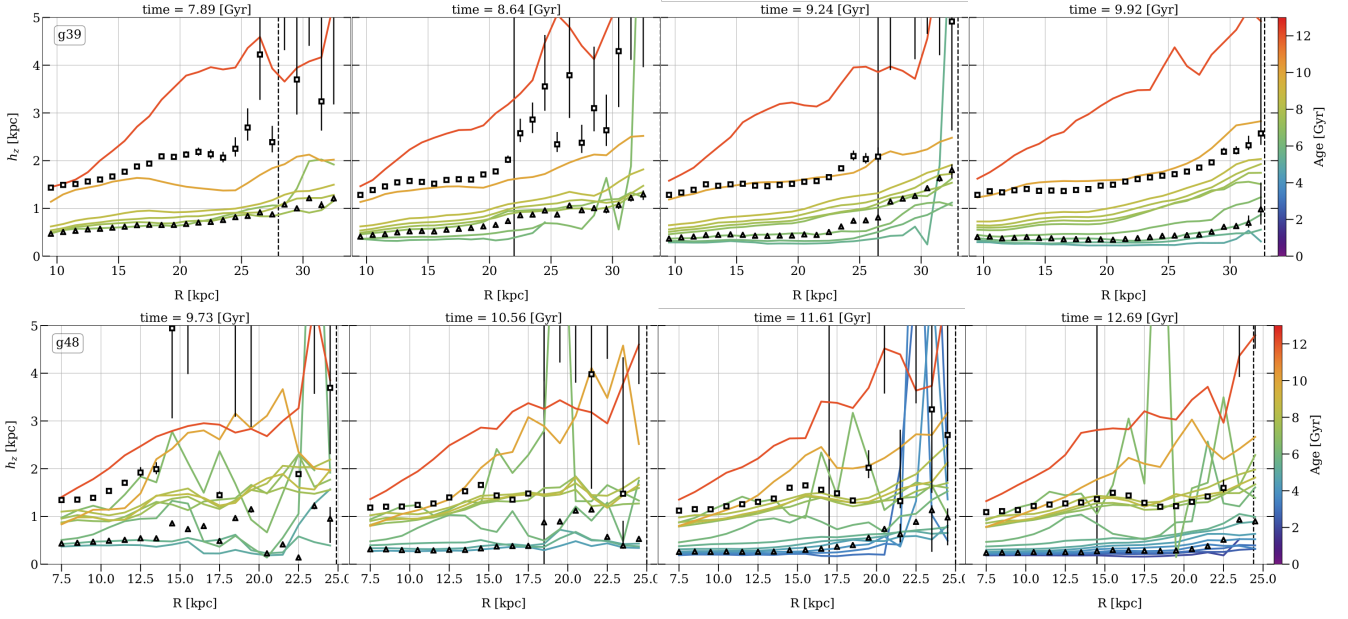 time = 7.89 [Gyr]
time = 8.64 [Gyr]
time = 9.24 [Gyr]
time = 9.92 [Gyr]
g39
5
4
3
2
1
0
h_z [kpc]
10 15 20 25 30
10 15 20 25 30
10 15 20 25 30
10 15 20 25 30
R [kpc]
R [kpc]
R [kpc]
R [kpc]
12
10
8
6
4
2
0
Age [Gyr]
time = 9.73 [Gyr]
time = 10.56 [Gyr]
time = 11.61 [Gyr]
time = 12.69 [Gyr]
g48
5
4
3
2
1
0
h_z [kpc]
7.5 10.0 12.5 15.0 17.5 20.0 22.5 25.0
7.5 10.0 12.5 15.0 17.5 20.0 22.5 25.0
7.5 10.0 12.5 15.0 17.5 20.0 22.5 25.0
7.5 10.0 12.5 15.0 17.5 20.0 22.5 25.0
R [kpc]
R [kpc]
R [kpc]
R [kpc]
12
10
8
6
4
2
0
Age [Gyr]